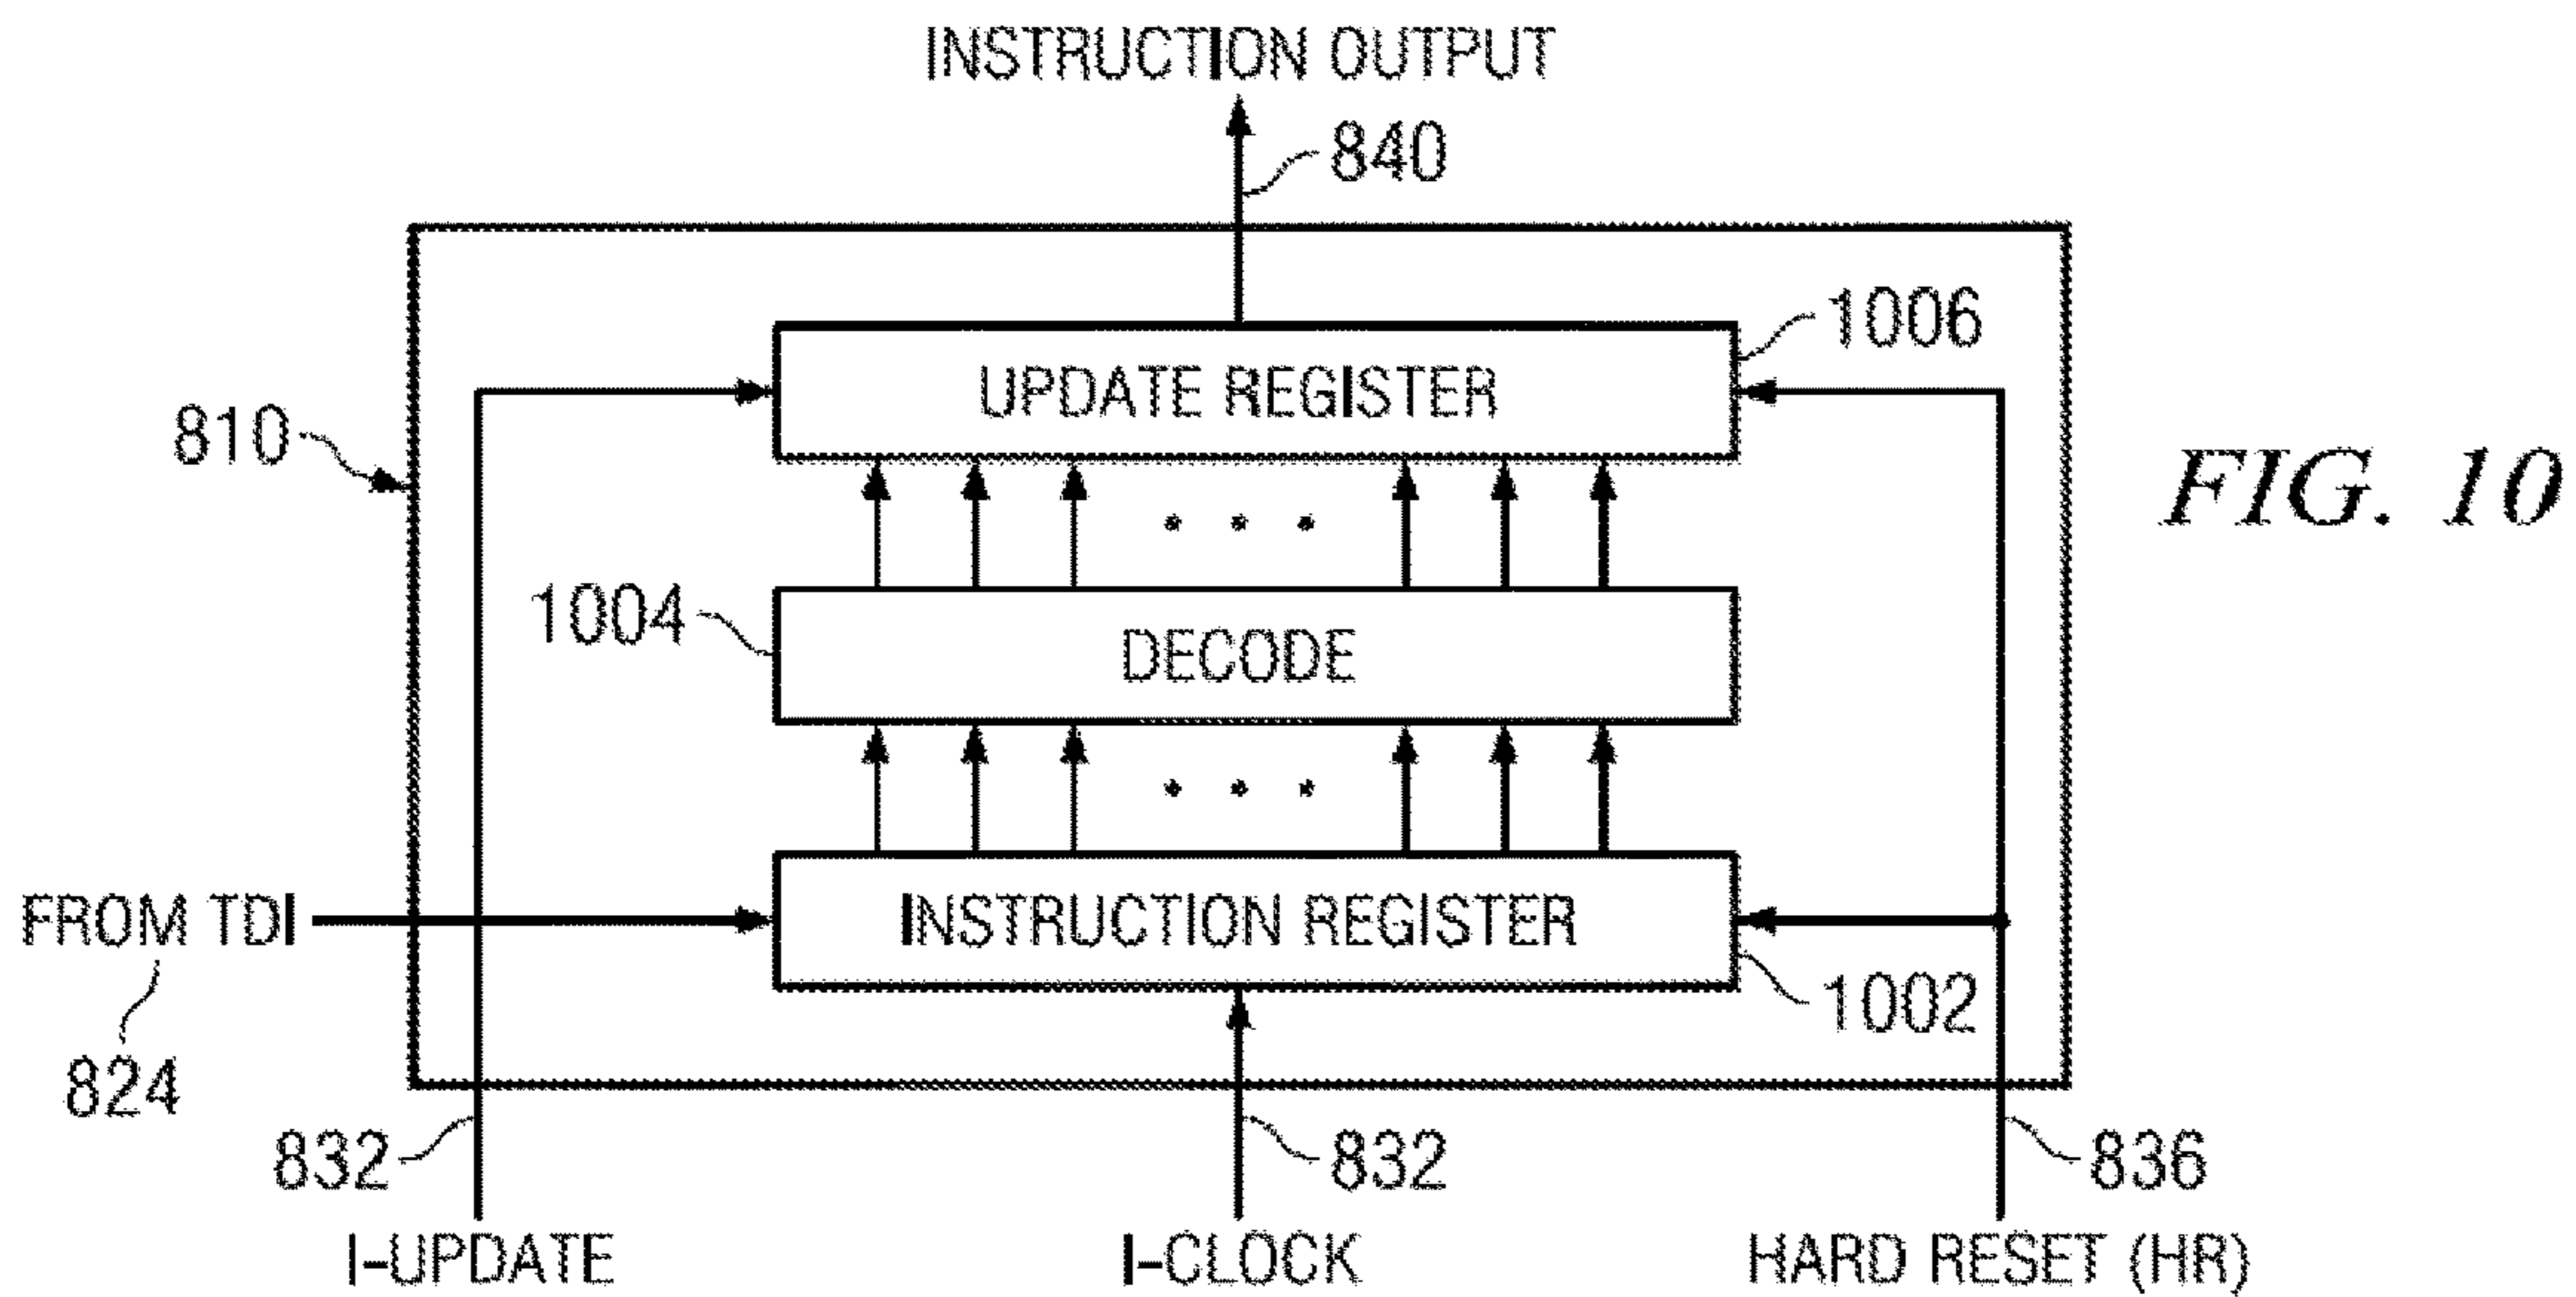 INSTRUCTION OUTPUT
840
1006
UPDATE REGISTER
810
FIG. 10
1004
DECODE
FROM TDI
INSTRUCTION REGISTER
1002
824
832
832
836
I-UPDATE
I-CLOCK
HARD RESET (HR)